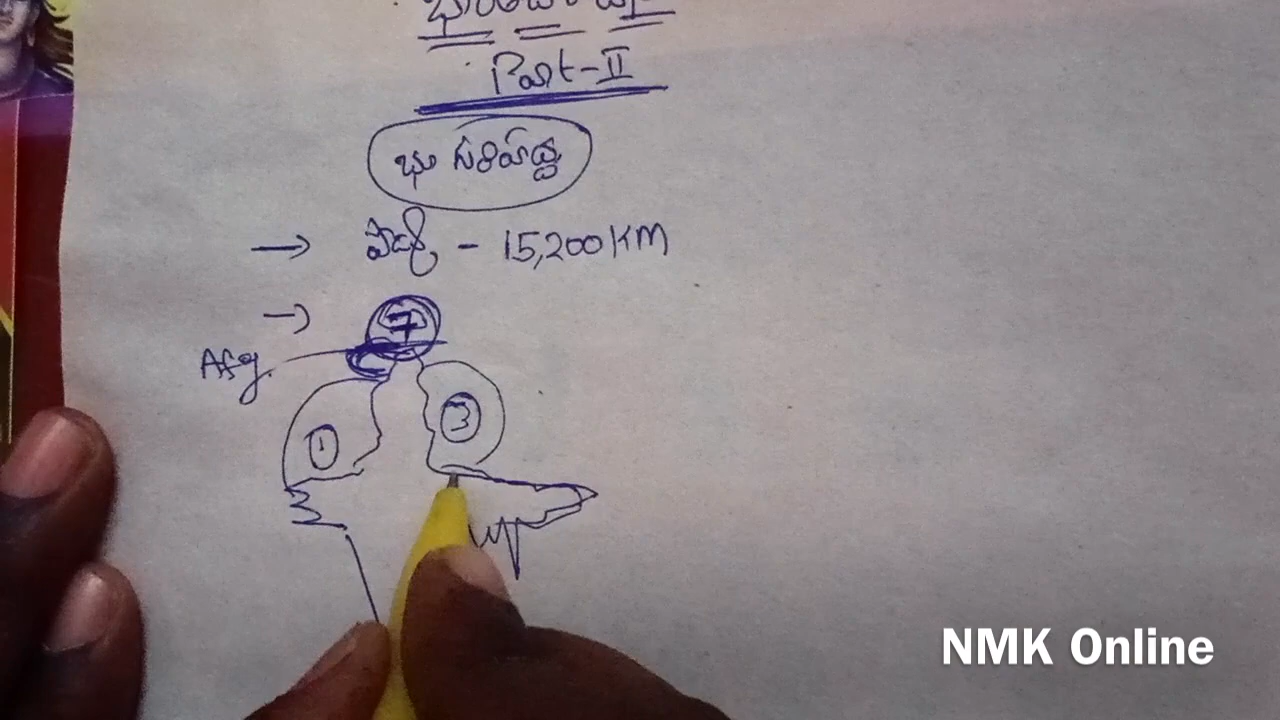 Part-II
భూ సరిహద్దు
→ పొడవు - 15,200 KM
→ 7
Afg.
1
3
NMK Online